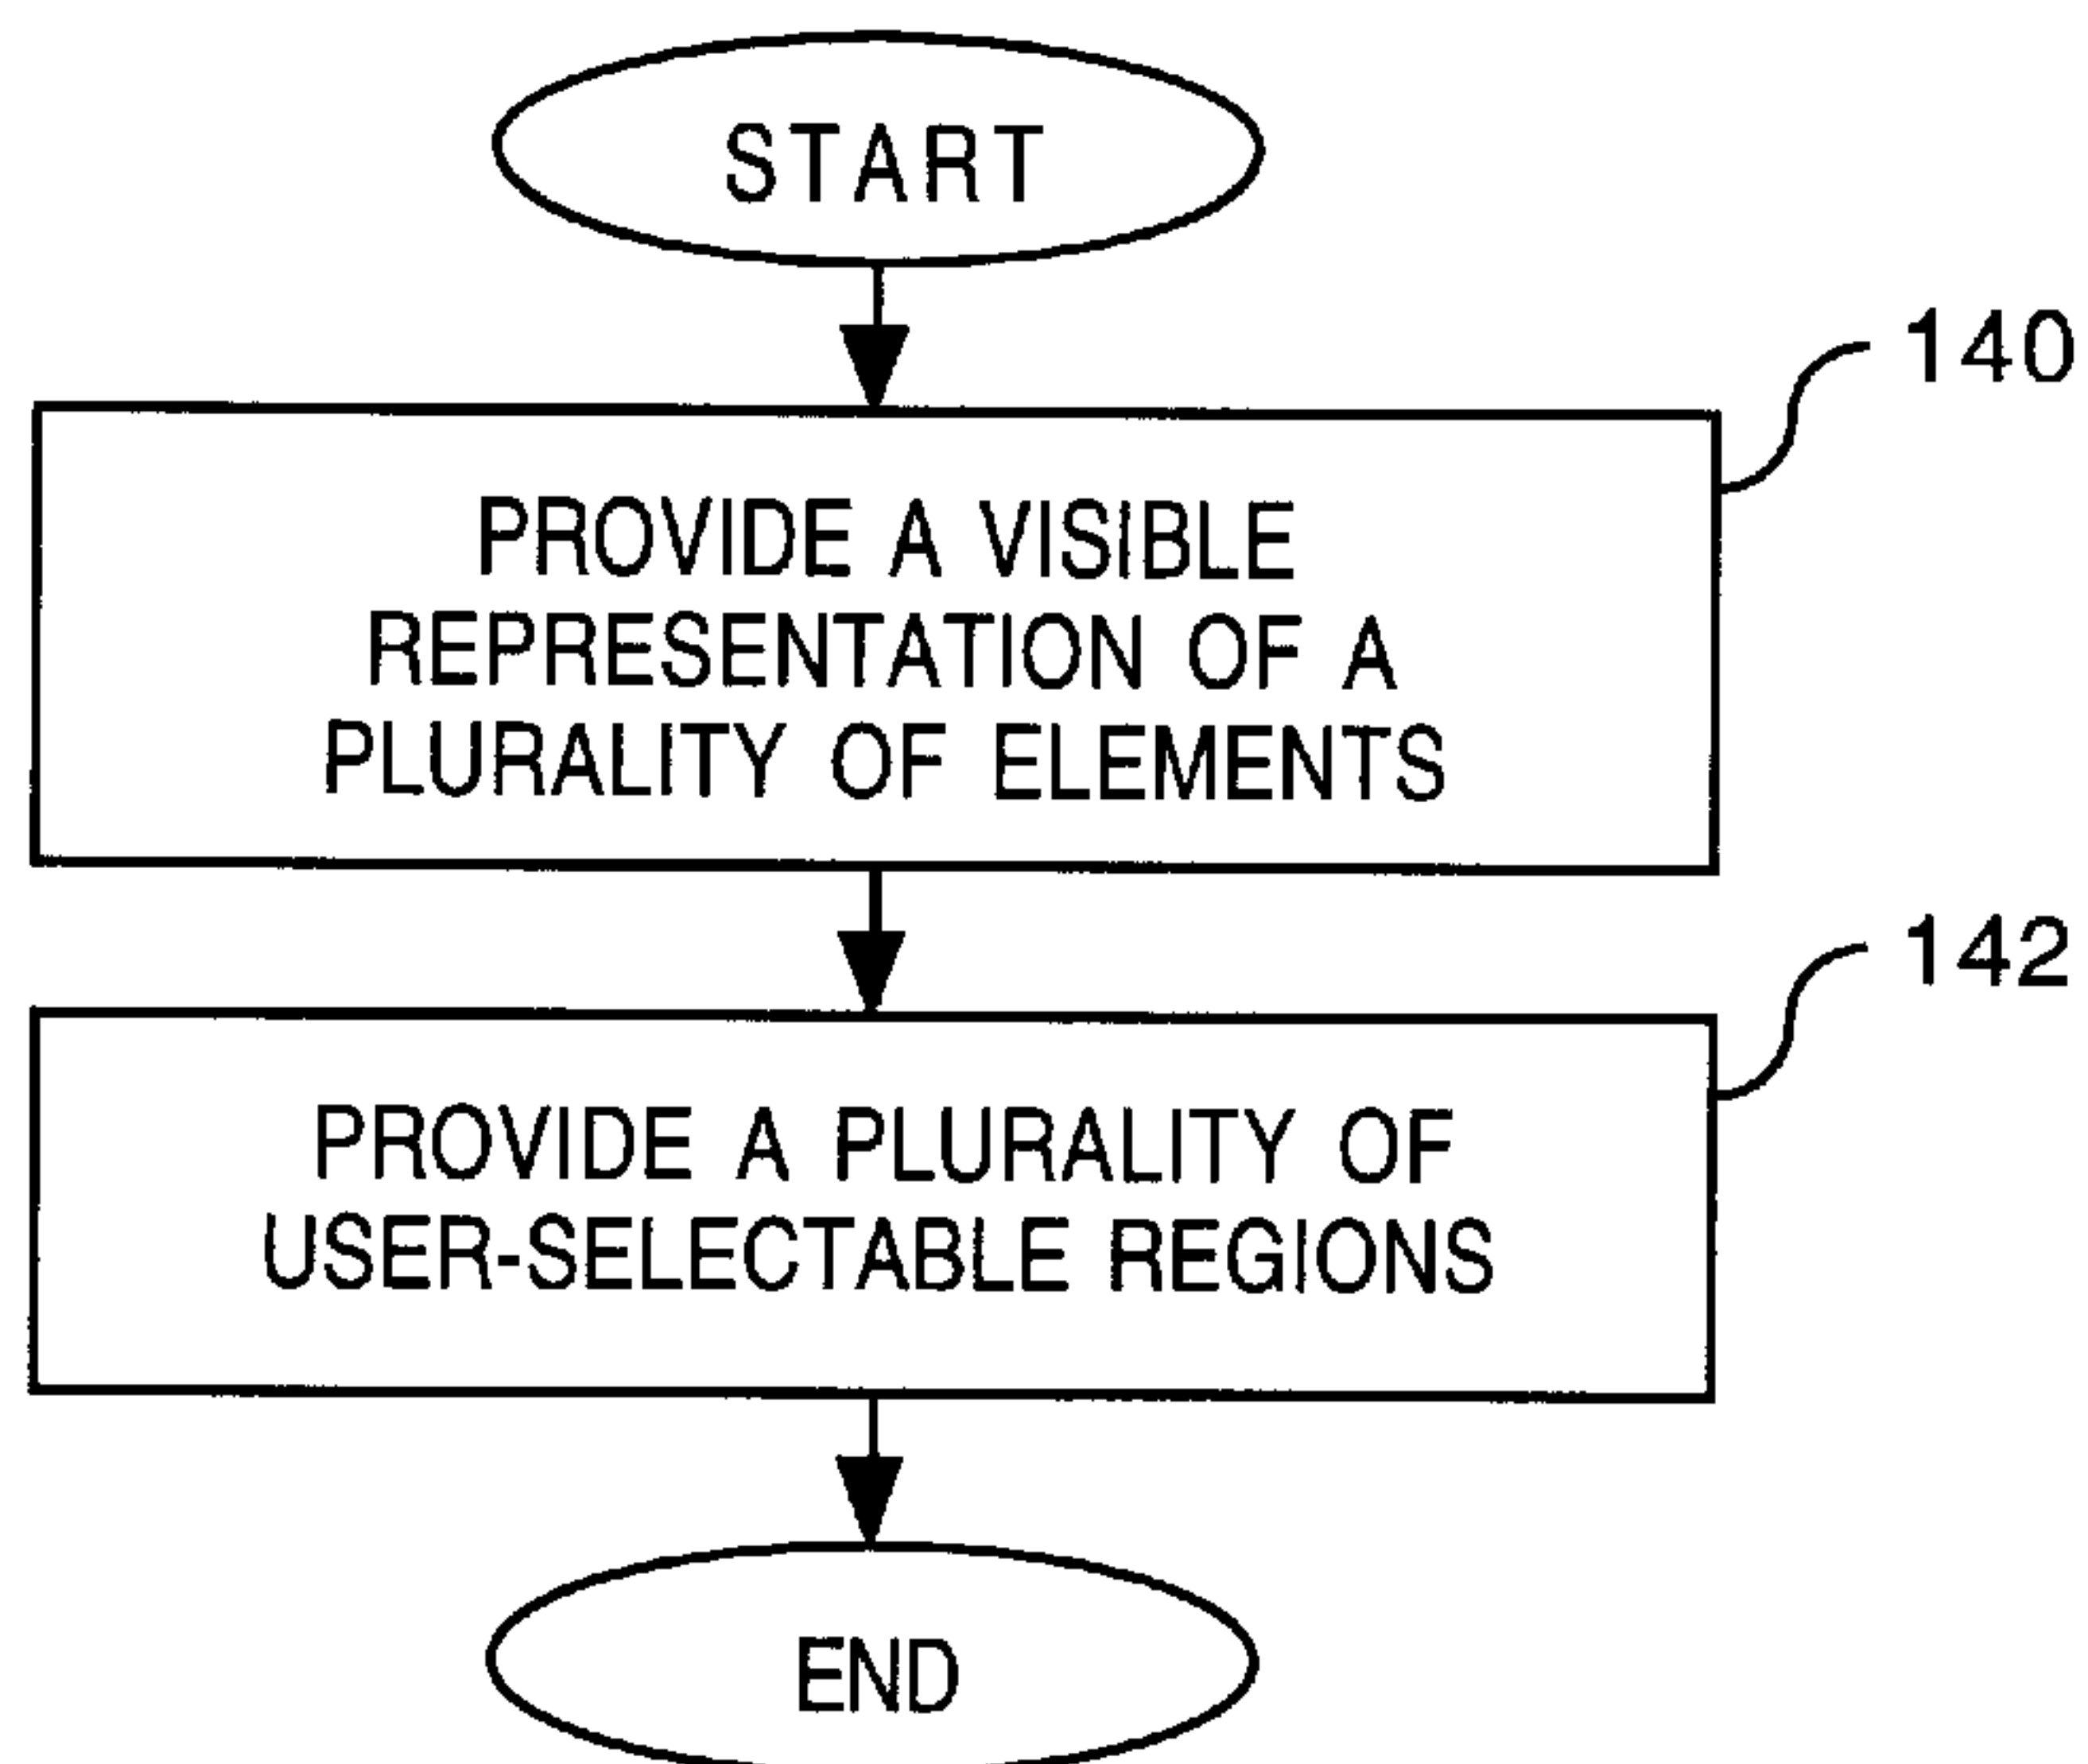 START
140
PROVIDE A VISIBLE
REPRESENTATION OF A
PLURALITY OF ELEMENTS
142
PROVIDE A PLURALITY OF
USER-SELECTABLE REGIONS
END